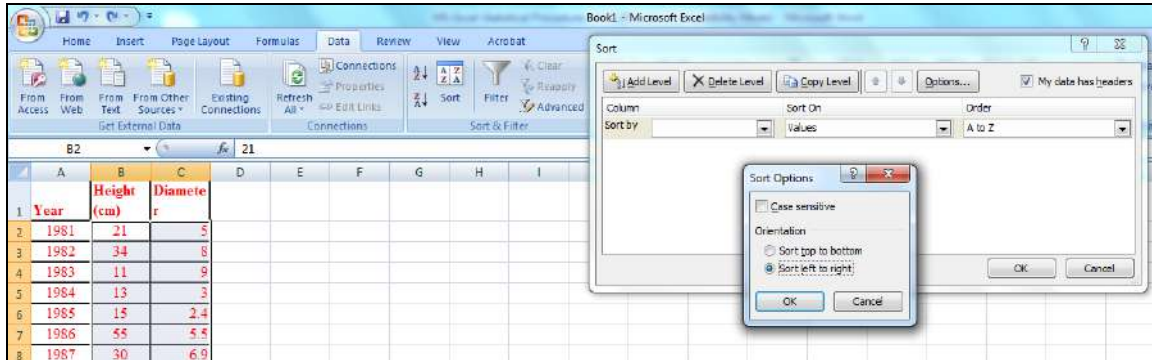 Book1 - Microsoft Excel
Home Insert Page Layout Formulas Data Review View Acrobat
From Access
From Web
From Text
From Other Sources
Existing Connections
Get External Data
Refresh All
Connections
Properties
Edit Links
Connections
Sort
Filter
Clear
Reapply
Advanced
Sort & Filter
B2 fx 21
A B C D E F G H I
1 Year Height (cm) Diameter
2 1981 21 5
3 1982 34 8
4 1983 11 9
5 1984 13 3
6 1985 15 2.4
7 1986 55 5.5
8 1987 30 6.9
Sort
Add Level Delete Level Copy Level Options... My data has headers
Column Sort On Order
Sort by Values A to Z
OK Cancel
Sort Options
Case sensitive
Orientation
Sort top to bottom
Sort left to right
OK Cancel